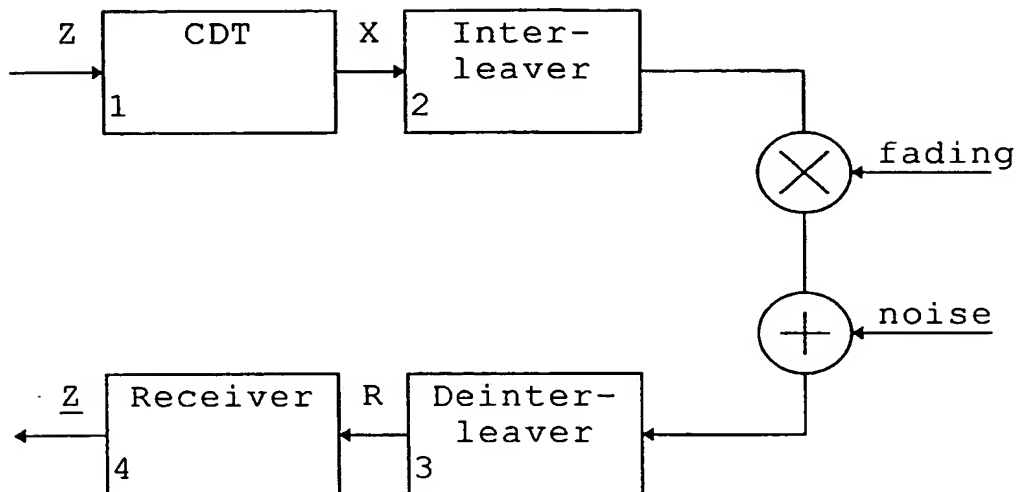 Z
CDT
1
X
Inter-
leaver
2
fading
noise
Z
Receiver
4
R
Deinter-
leaver
3